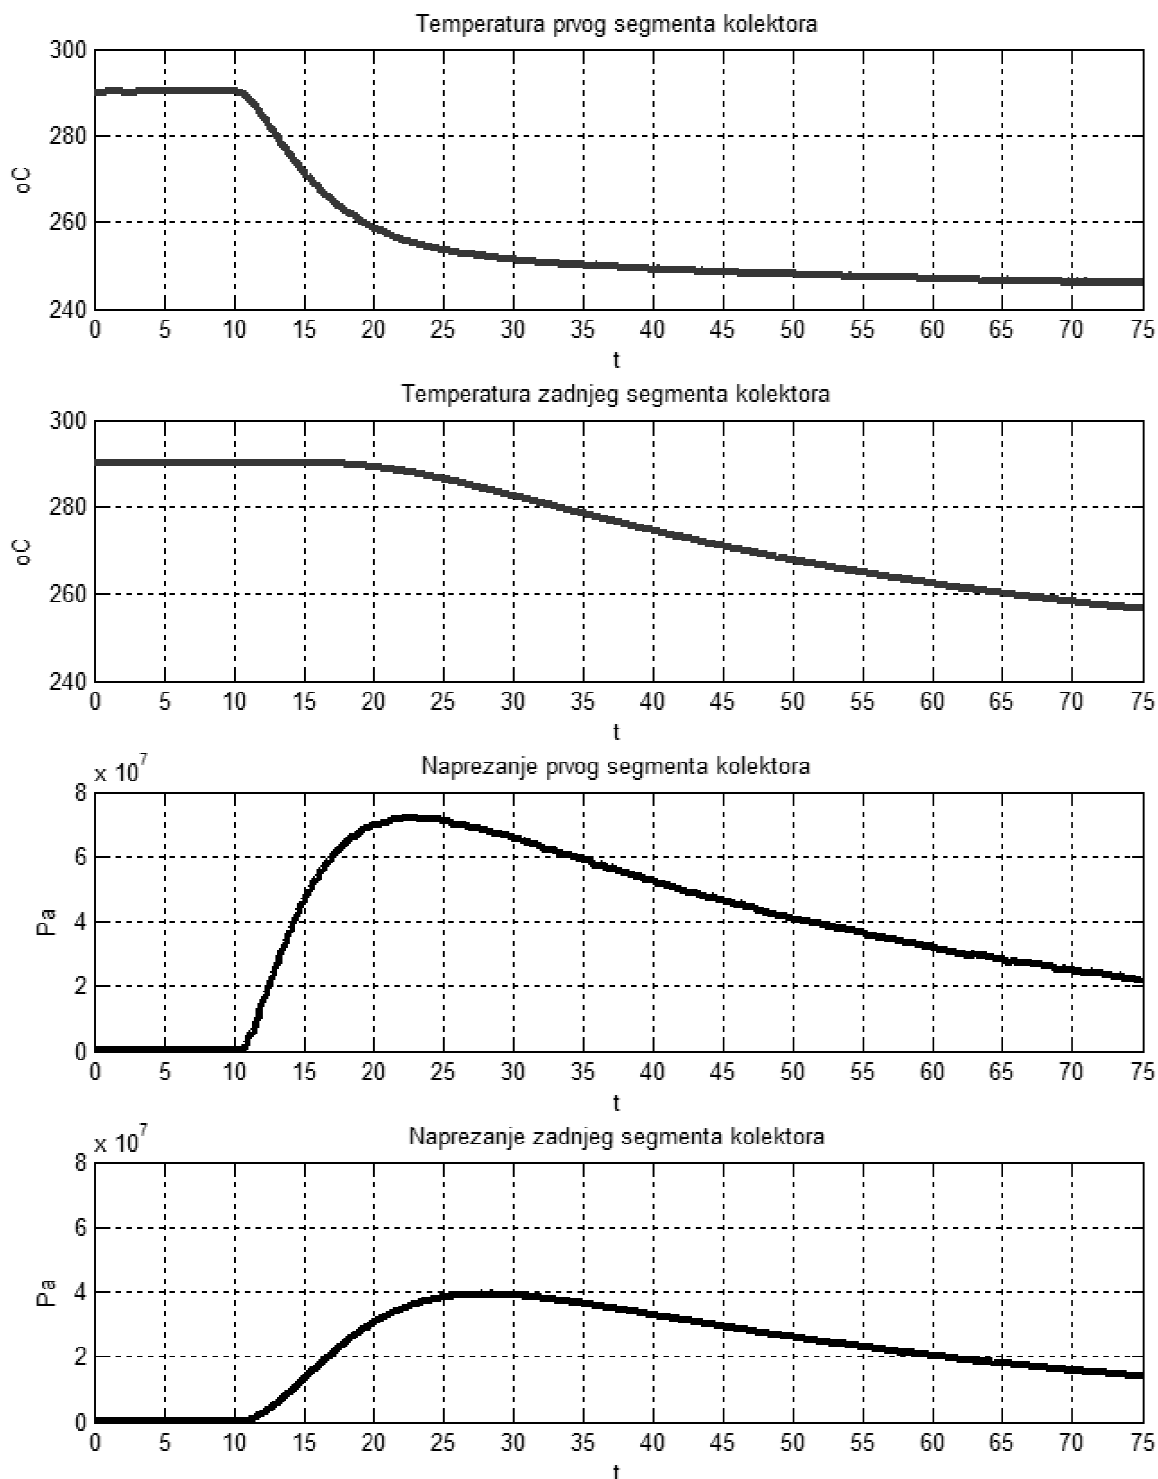 Temperatura prvog segmenta kolektora
300
280
260
240
oC
0 5 10 15 20 25 30 35 40 45 50 55 60 65 70 75
t
Temperatura zadnjeg segmenta kolektora
300
280
260
240
oC
0 5 10 15 20 25 30 35 40 45 50 55 60 65 70 75
t
x 10^7
Naprezanje prvog segmenta kolektora
8
6
4
2
0
Pa
0 5 10 15 20 25 30 35 40 45 50 55 60 65 70 75
t
x 10^7
Naprezanje zadnjeg segmenta kolektora
8
6
4
2
0
Pa
0 5 10 15 20 25 30 35 40 45 50 55 60 65 70 75
t